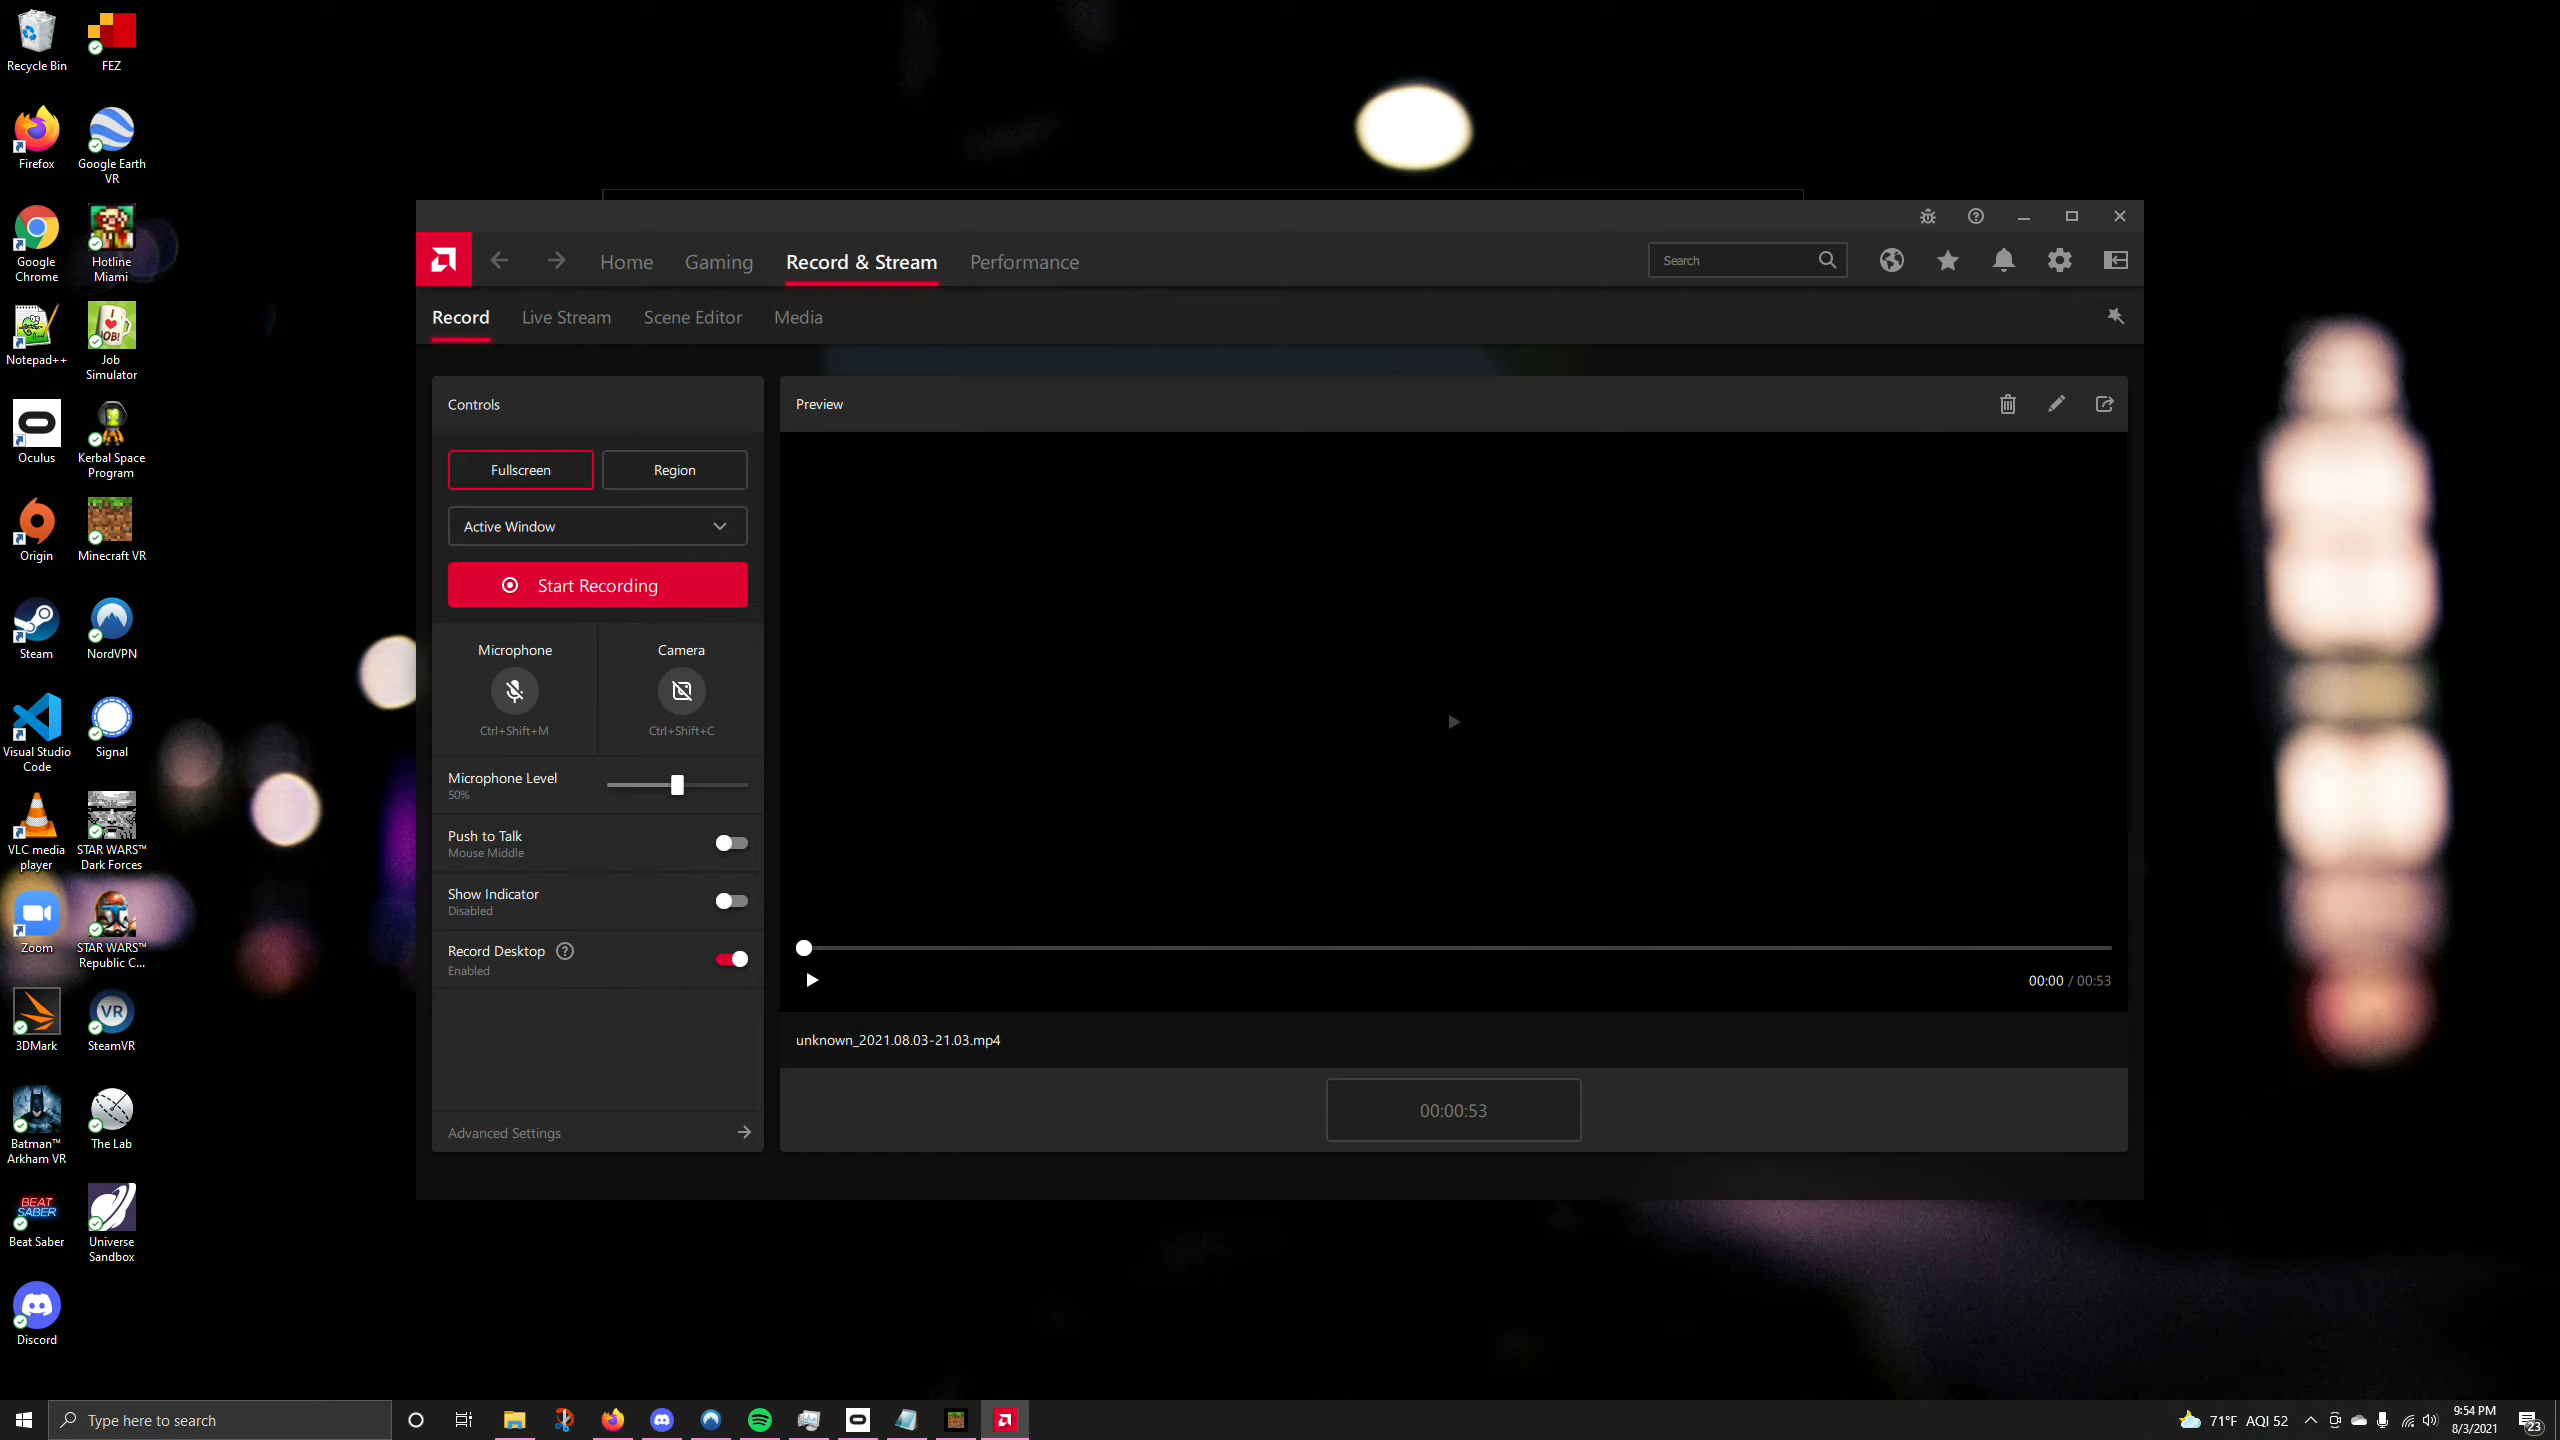 Recycle Bin
FEZ
Firefox
Google Earth
VR
Google
Chrome
Hotline
Miami
Notepad++
I
JOB!
Job
Simulator
Oculus
Kerbal Space
Program
Origin
Minecraft VR
Steam
NordVPN
Visual Studio
Code
Signal
VLC media
player
STAR WARS™
Dark Forces
Zoom
STAR WARS™
Republic C...
3DMark
VR
SteamVR
Batman™
Arkham VR
The Lab
BEAT
SABER
Beat Saber
Universe
Sandbox
Discord
Home
Gaming
Record & Stream
Performance
Search
Record
Live Stream
Scene Editor
Media
Controls
Fullscreen
Region
Active Window
Start Recording
Microphone
Camera
Ctrl+Shift+M
Ctrl+Shift+C
Microphone Level
50%
Push to Talk
Mouse Middle
Show Indicator
Disabled
Record Desktop
Enabled
Advanced Settings
Preview
00:00 / 00:53
unknown_2021.08.03-21.03.mp4
00:00:53
Type here to search
71°F AQI 52
9:54 PM
8/3/2021
23